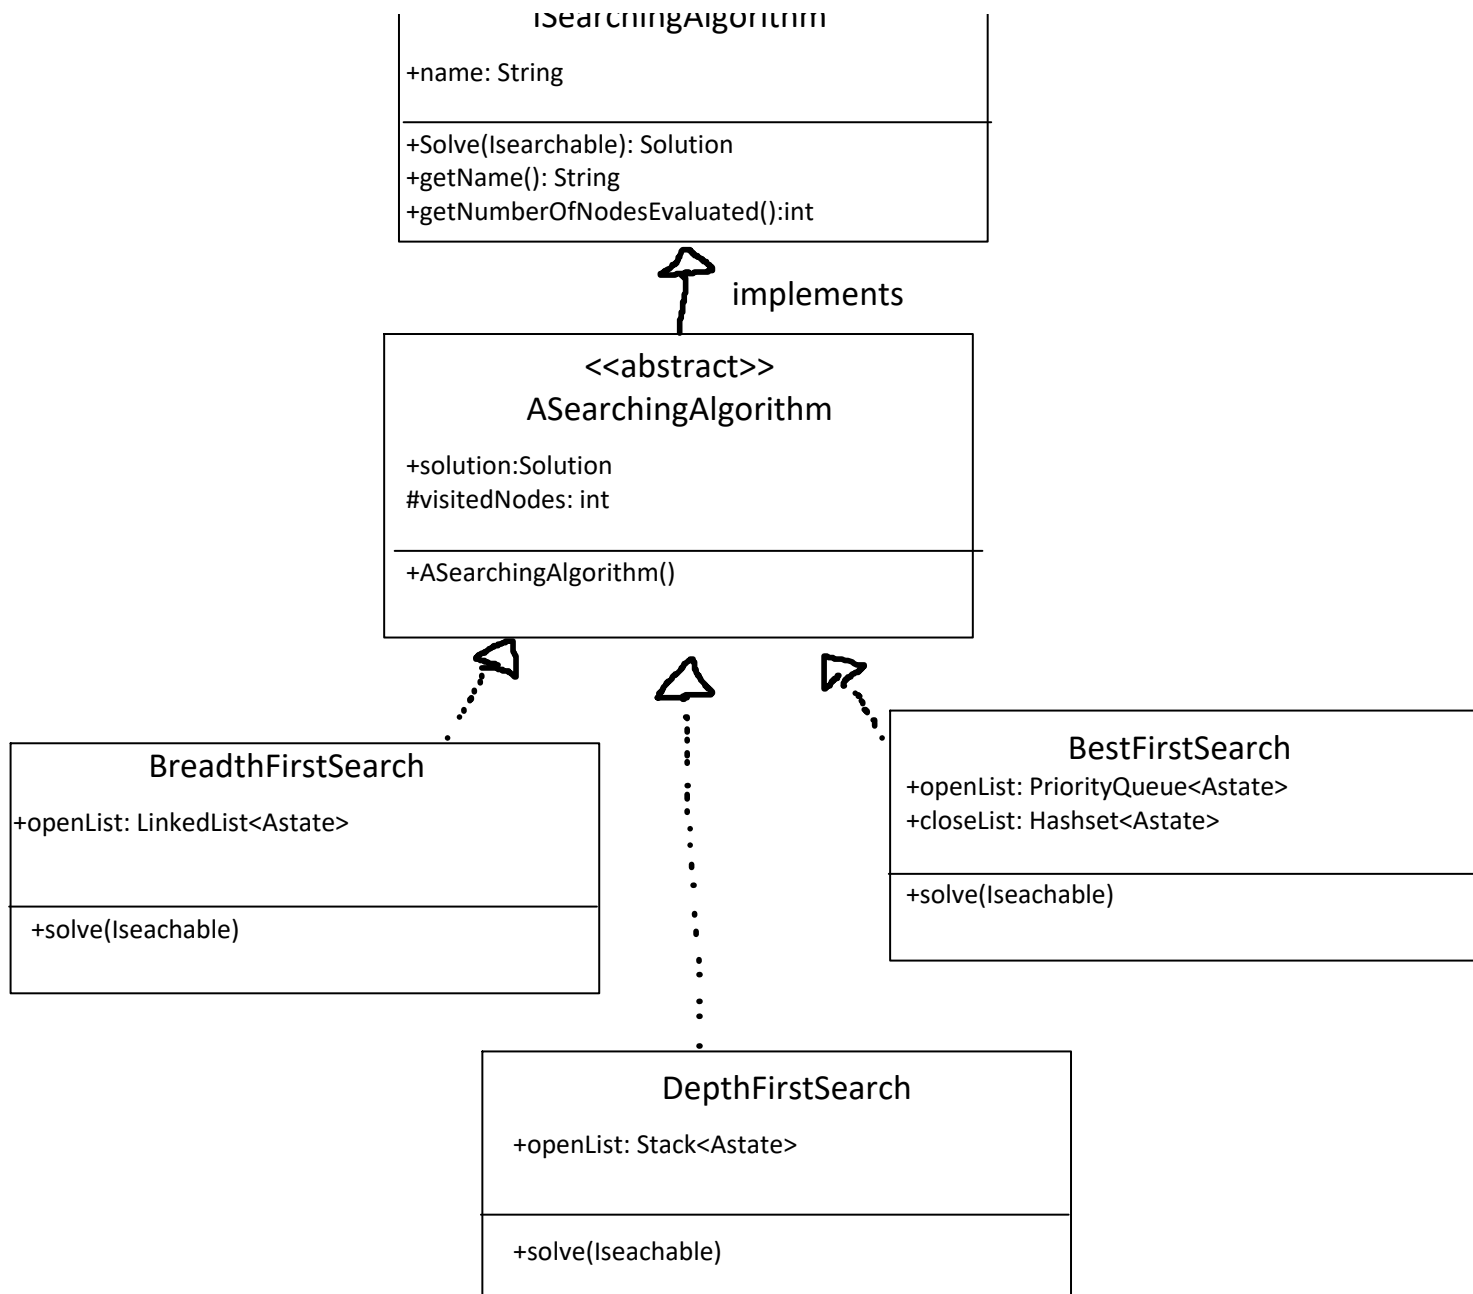 ISearchingAlgorithm
+name: String
+Solve(Isearchable): Solution
+getName(): String
+getNumberOfNodesEvaluated():int
implements
<<abstract>>
ASearchingAlgorithm
+solution:Solution
#visitedNodes: int
+ASearchingAlgorithm()
BreadthFirstSearch
+openList: LinkedList<Astate>
+solve(Iseachable)
BestFirstSearch
+openList: PriorityQueue<Astate>
+closeList: Hashset<Astate>
+solve(Iseachable)
DepthFirstSearch
+openList: Stack<Astate>
+solve(Iseachable)